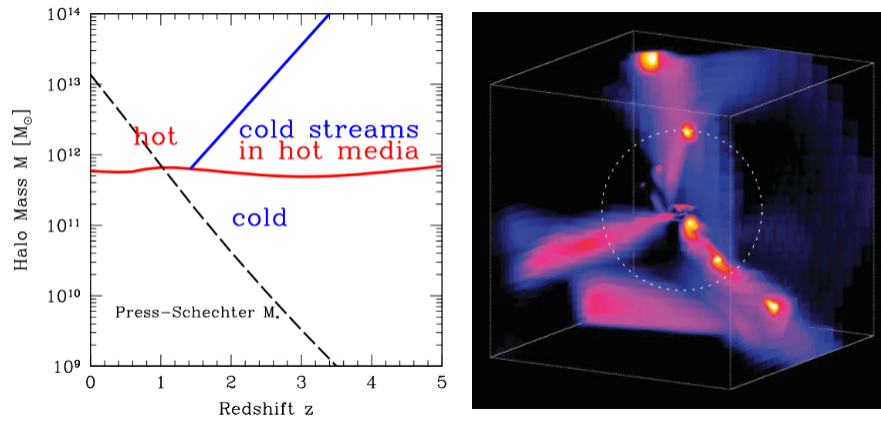 10¹⁴
10¹³
10¹²
10¹¹
10¹⁰
10⁹
Halo Mass M [M☉]
hot
cold streams
in hot media
cold
Press-Schechter M*
0 1 2 3 4 5
Redshift z